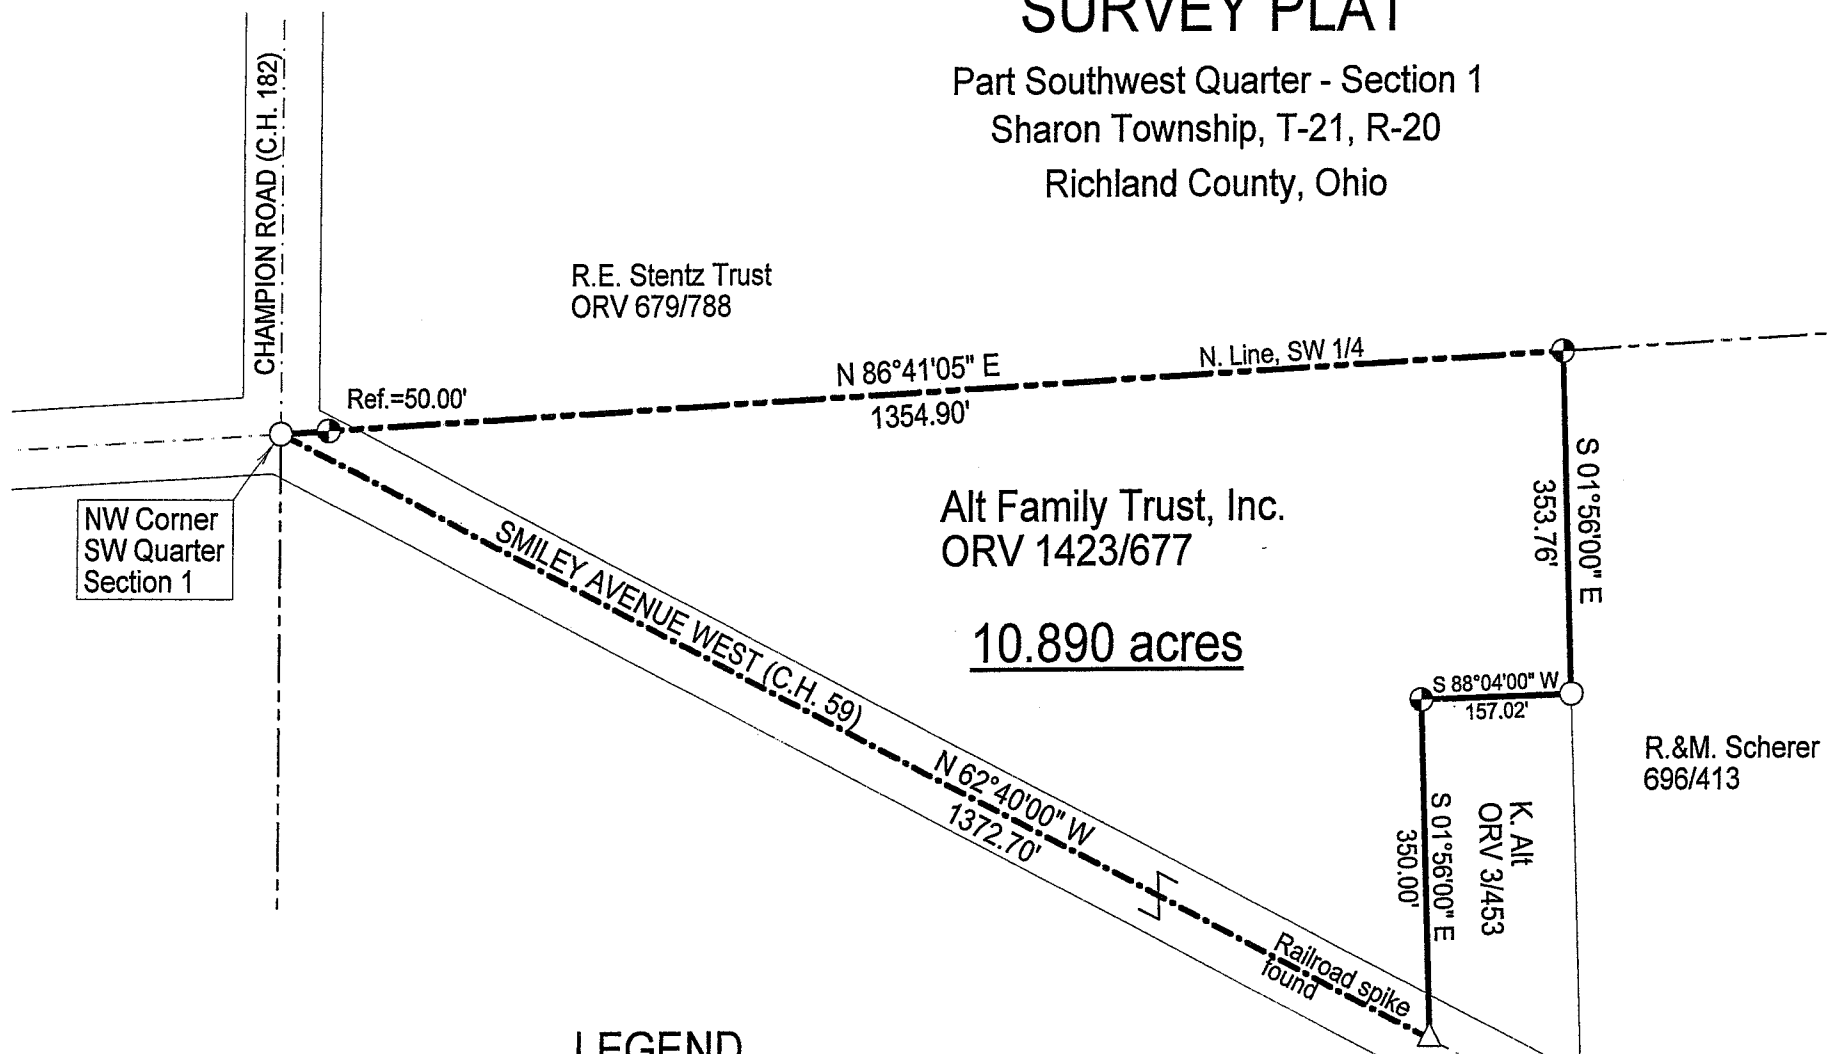 SURVEY PLAT
Part Southwest Quarter - Section 1
Sharon Township, T-21, R-20
Richland County, Ohio
CHAMPION ROAD (C.H. 182)
R.E. Stentz Trust
ORV 679/788
Ref.=50.00'
N 86°41'05" E
1354.90'
N. Line, SW 1/4
S 01°56'00" E
353.76'
NW Corner
SW Quarter
Section 1
Alt Family Trust, Inc.
ORV 1423/677
10.890 acres
SMILEY AVENUE WEST (C.H. 59)
N 62°40'00" W
1372.70'
S 88°04'00" W
157.02'
R.&M. Scherer
696/413
K. Alt
ORV 3/453
S 01°56'00" E
350.00'
Railroad spike
found
LEGEND